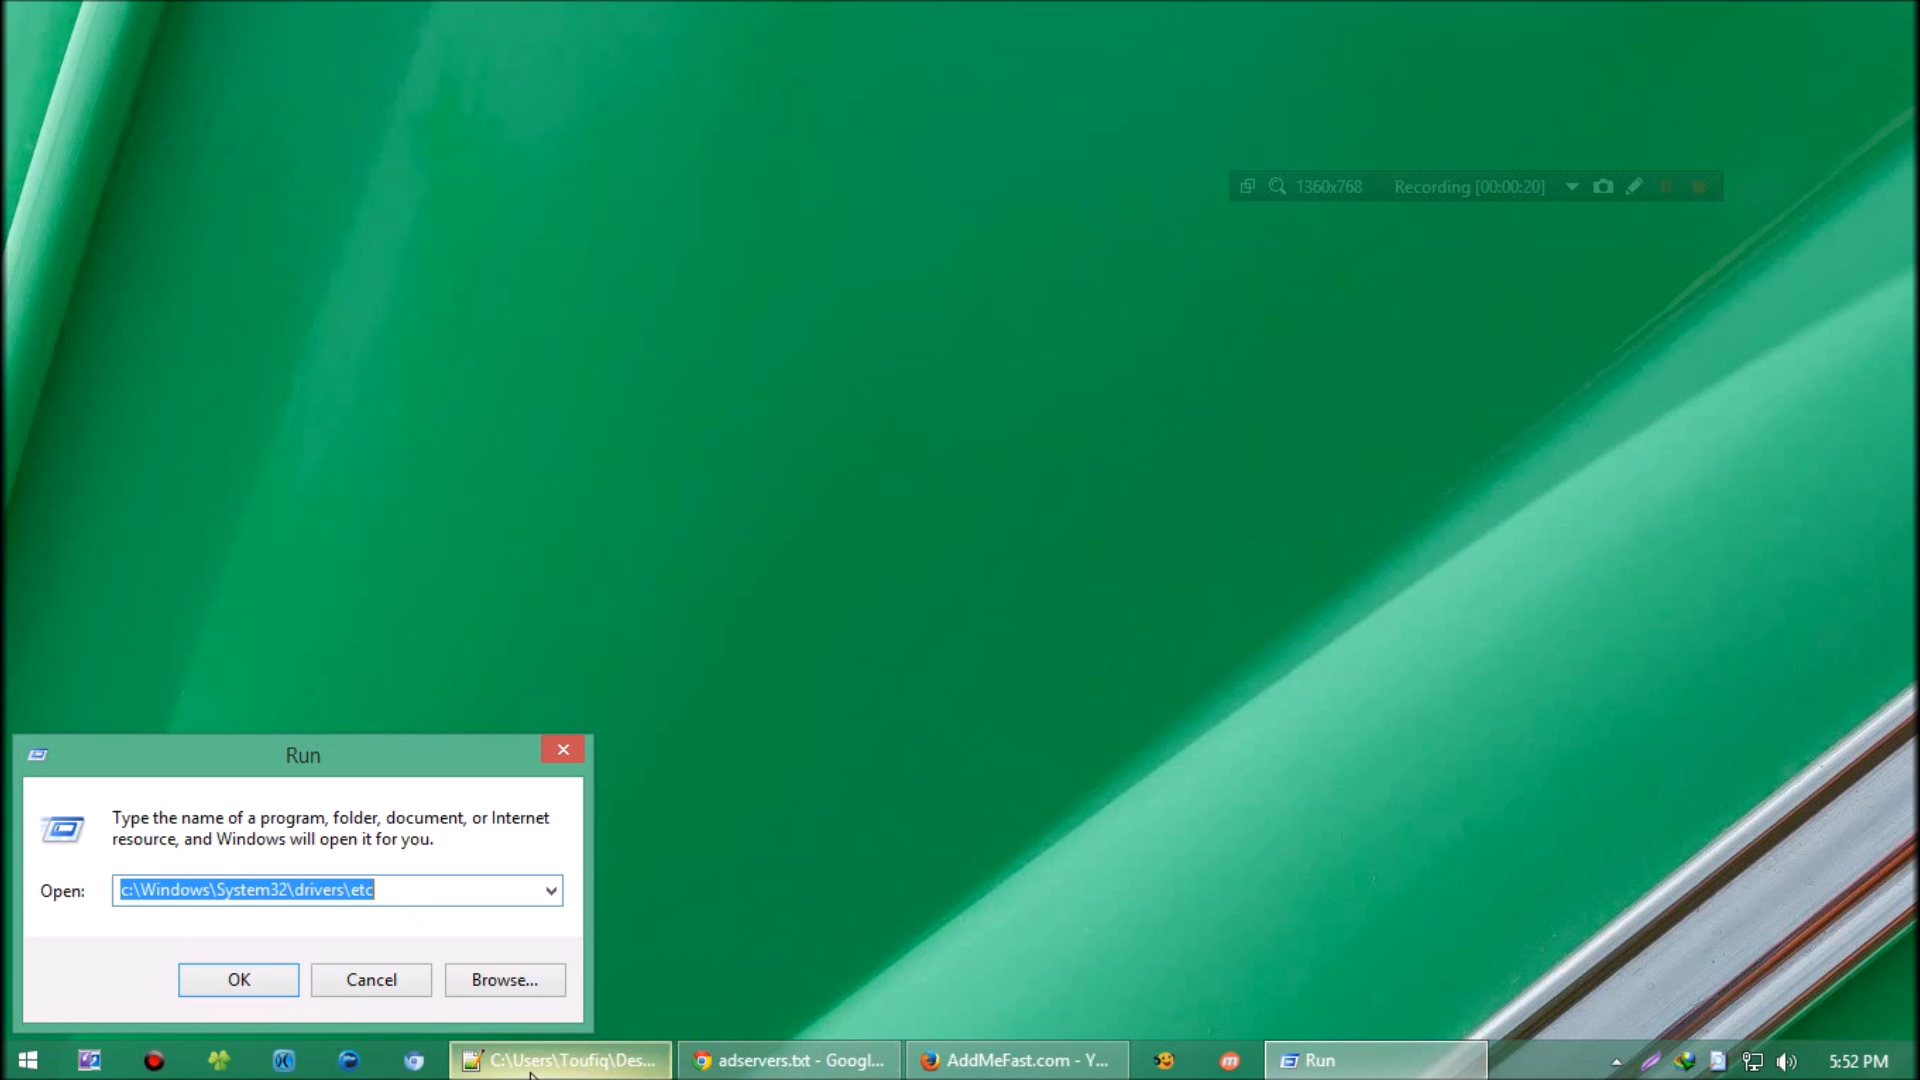 1360x768 Recording [00:00:20]
Run
Type the name of a program, folder, document, or Internet
resource, and Windows will open it for you.
Open: c:\Windows\System32\drivers\etc
OK Cancel Browse...
C:\Users\Toufiq\Des... adservers.txt - Googl... AddMeFast.com - Y... m Run 5:52 PM